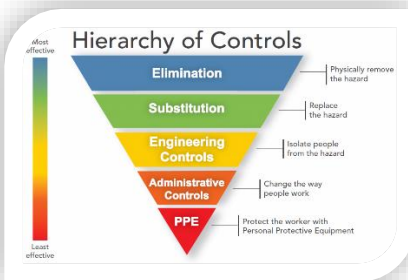 Hierarchy of Controls
Most
effective
Elimination
Physically remove
the hazard
Substitution
Replace
the hazard
Engineering
Controls
Isolate people
from the hazard
Administrative
Controls
Change the way
people work
PPE
Protect the worker with
Personal Protective Equipment
Least
effective